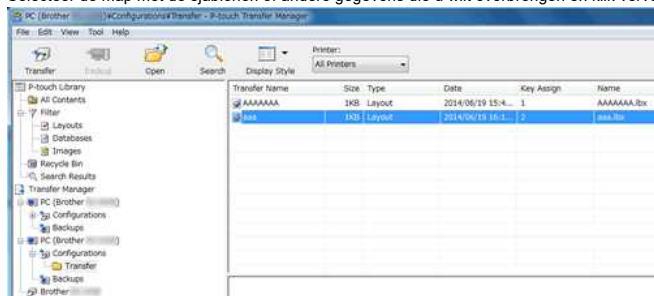 Selecteer de map met de sjablonen of andere gegevens die u wilt overbrengen en klik
PC (Brother )¥Configurations¥Transfer - P-touch Transfer Manager
File Edit View Tool Help
Transfer Open Search Display Style
Printer:
All Printers
P-touch Library
All Contents
Filter
Layouts
Databases
Images
Recycle Bin
Search Results
Transfer Manager
PC (Brother )
Configurations
Backups
PC (Brother )
Configurations
Transfer
Backups
Brother
Transfer Name Size Type Date Key Assign Name
AAAAAAA 1KB Layout 2014/06/19 15:4... 1 AAAAAAA.lbx
aaa 1KB Layout 2014/06/19 16:1... 2 aaa.lbx